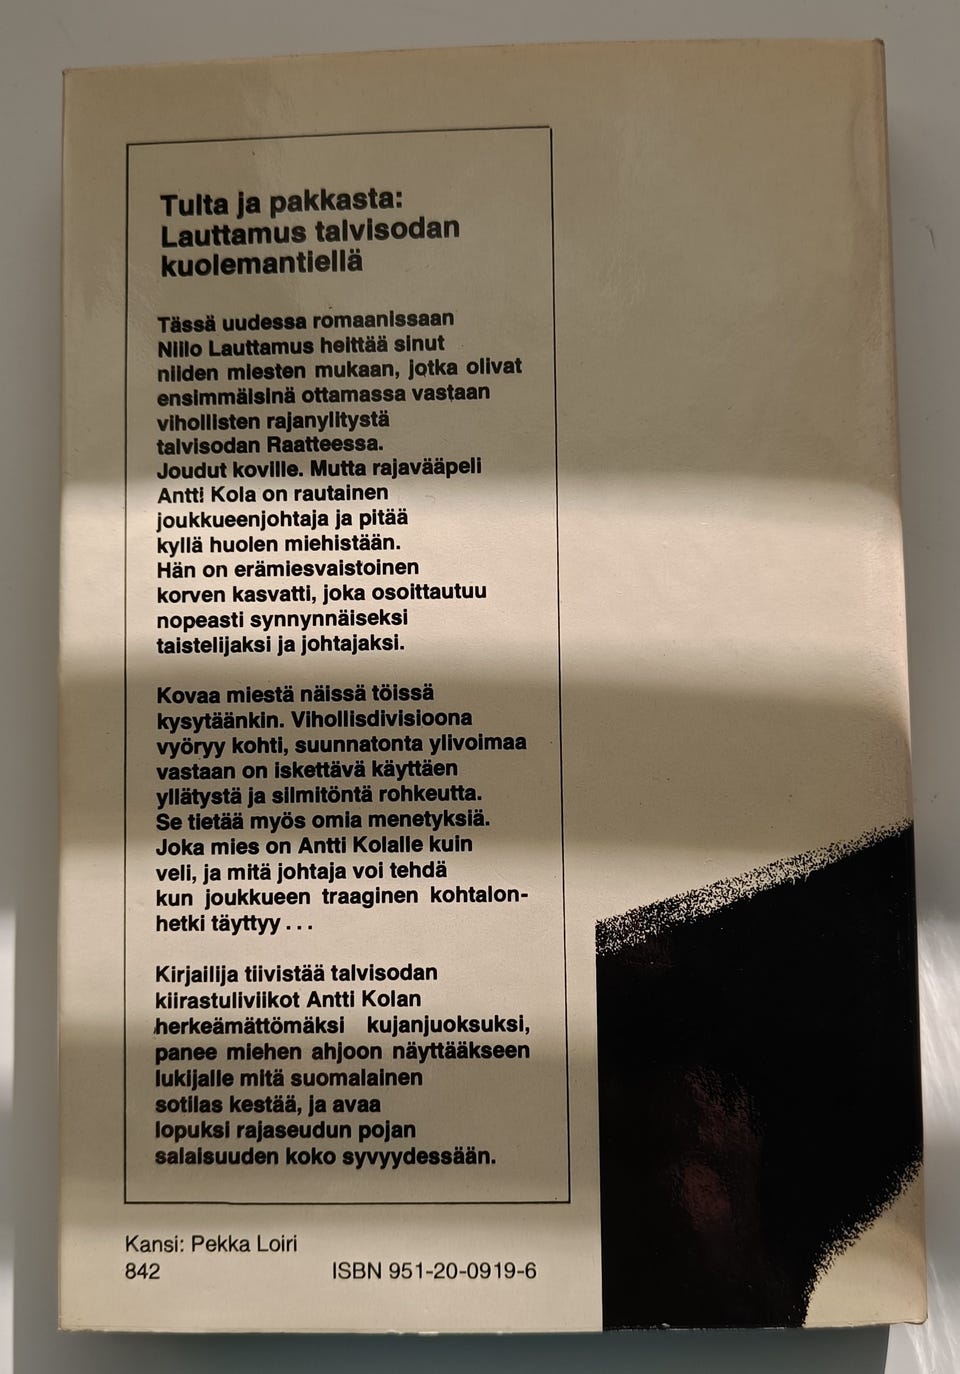 Tulta ja pakkasta:
Lauttamus talvisodan
kuolemantiellä
Tässä uudessa romaanissaan
Niilo Lauttamus heittää sinut
niiden miesten mukaan, jotka olivat
ensimmäisinä ottamassa vastaan
vihollisten rajanylitystä
talvisodan Raatteessa.
Joudut koville. Mutta rajavääpeli
Antti Kola on rautainen
joukkueenjohtaja ja pitää
kyllä huolen miehistään.
Hän on erämiesvaistoinen
korven kasvatti, joka osoittautuu
nopeasti synnynnäiseksi
taistelijaksi ja johtajaksi.
Kovaa miestä näissä töissä
kysytäänkin. Vihollisdivisioona
vyöryy kohti, suunnatonta ylivoimaa
vastaan on iskettävä käyttäen
yllätystä ja silmitöntä rohkeutta.
Se tietää myös omia menetyksiä.
Joka mies on Antti Kolalle kuin
veli, ja mitä johtaja voi tehdä
kun joukkueen traaginen kohtalon-
hetki täyttyy...
Kirjailija tiivistää talvisodan
kiirastuliviikot Antti Kolan
herkeämättömäksi kujanjuoksuksi,
panee miehen ahjoon näyttääkseen
lukijalle mitä suomalainen
sotilas kestää, ja avaa
lopuksi rajaseudun pojan
salaisuuden koko syvyydessään.
Kansi: Pekka Loiri
842 ISBN 951-20-0919-6